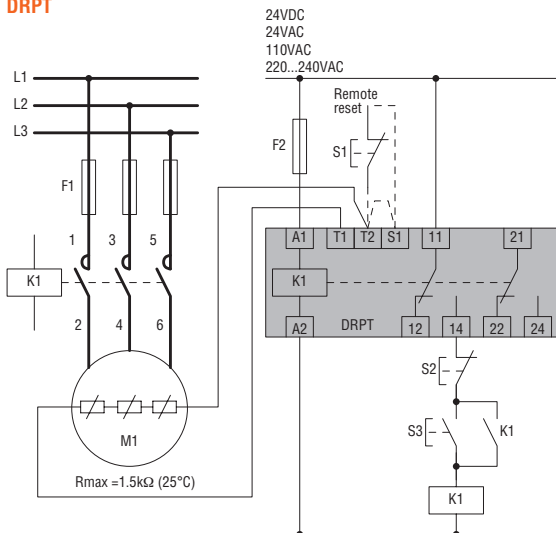 DRPT
24VDC
24VAC
110VAC
220...240VAC
L1
L2
L3
Remote
reset
F2
S1
F1
A1 T1 T2 S1 11 21
1 3 5
K1
K1
2 4 6
A2 DRPT 12 14 22 24
S2
M1
S3 K1
Rmax =1.5kΩ (25°C)
K1